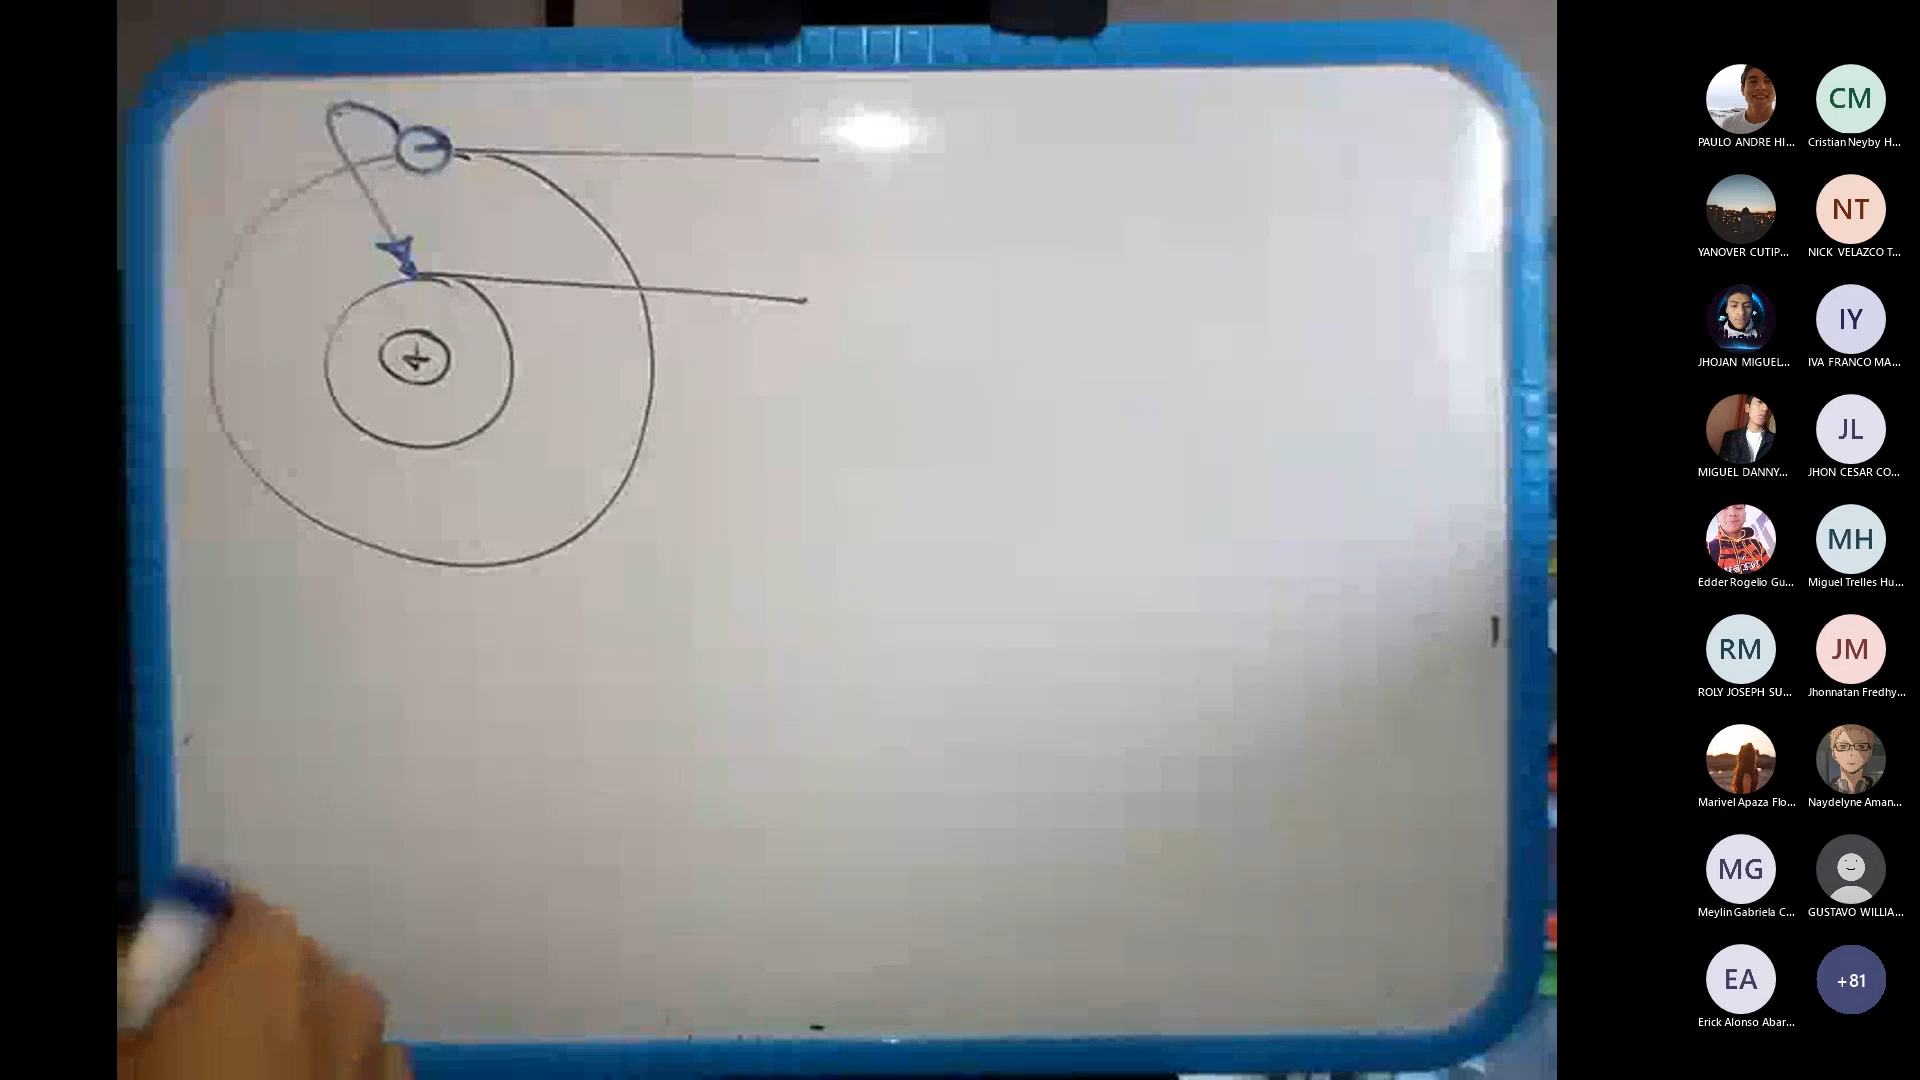 -
+
PAULO ANDRE HI...
CM
Cristian Neyby H...
YANOVER CUTIP...
NT
NICK VELAZCO T...
JHOJAN MIGUEL...
IY
IVA FRANCO MA...
MIGUEL DANNY...
JL
JHON CESAR CO...
Edder Rogelio Gu...
MH
Miguel Trelles Hu...
RM
ROLY JOSEPH SU...
JM
Jhonnatan Fredhy...
Marivel Apaza Flo...
Naydelyne Aman...
MG
Meylin Gabriela C...
GUSTAVO WILLIA...
EA
Erick Alonso Abar...
+81